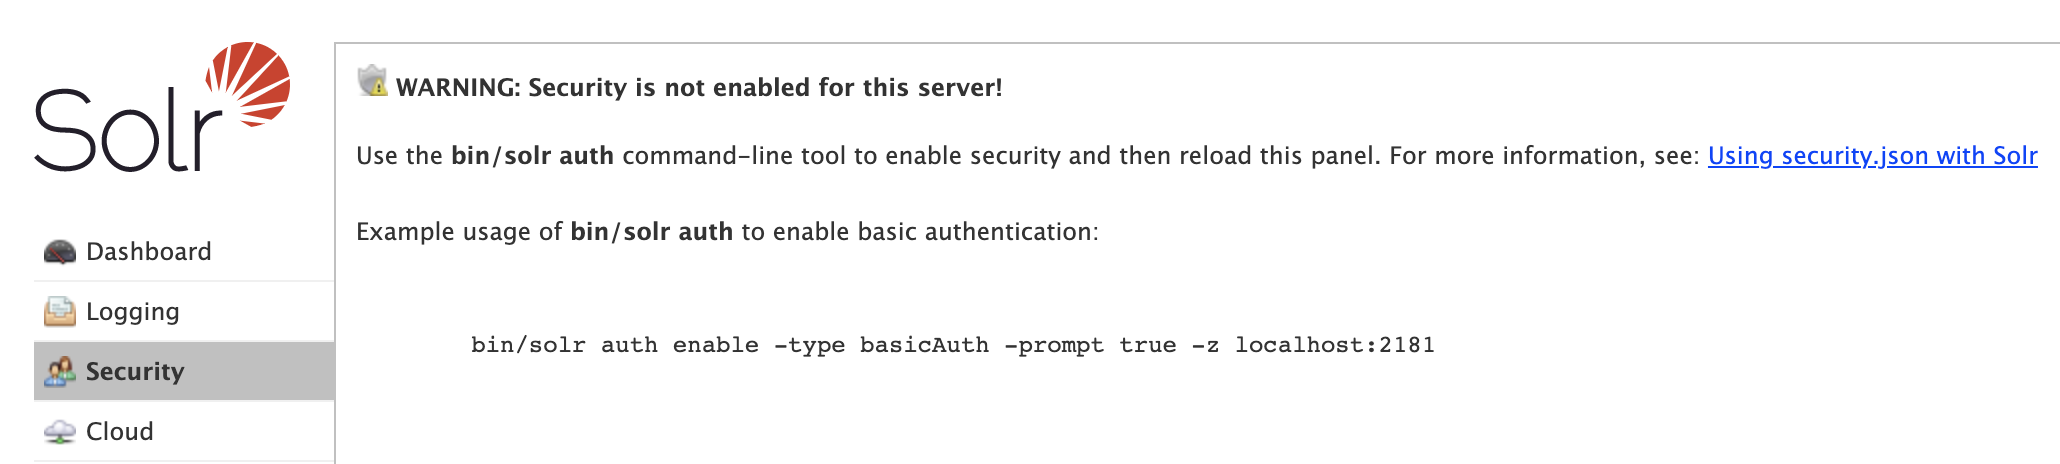 Solr
WARNING: Security is not enabled for this server!
Use the bin/solr auth command-line tool to enable security and then reload this panel. For more information, see: Using security.json with Solr
Example usage of bin/solr auth to enable basic authentication:
bin/solr auth enable -type basicAuth -prompt true -z localhost:2181
Dashboard
Logging
Security
Cloud